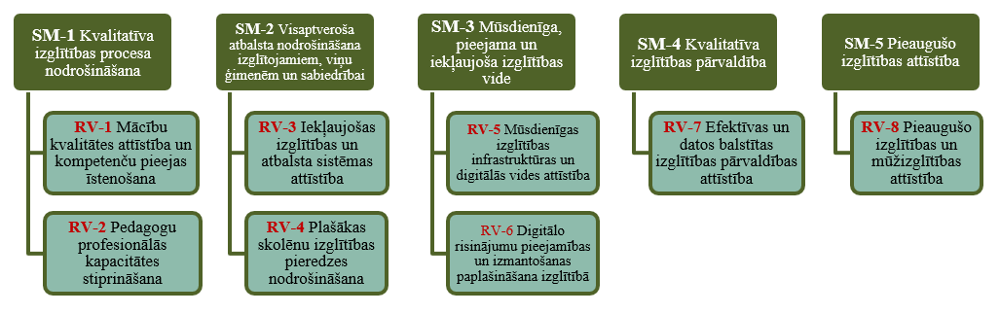 SM-1 Kvalitatīva
izglītības procesa
nodrošināšana
RV-1 Mācību
kvalitātes attīstība un
kompetenču pieejas
īstenošana
RV-2 Pedagogu
profesionālās
kapacitātes
stiprināšana
SM-2 Visaptveroša
atbalsta nodrošināšana
izglītojamiem, viņu
ģimenēm un sabiedrībai
RV-3 Iekļaujošas
izglītības un
atbalsta sistēmas
attīstība
RV-4 Plašākas
skolēnu izglītības
pieredzes
nodrošināšana
SM-3 Mūsdienīga,
pieejama un
iekļaujoša izglītības
vide
RV-5 Mūsdienīgas
izglītības
infrastruktūras un
digitālās vides attīstība
RV-6 Digitālo
risinājumu pieejamības
un izmantošanas
paplašināšana izglītībā
SM-4 Kvalitatīva
izglītības pārvaldība
RV-7 Efektīvas un
datos balstītas
izglītības pārvaldības
attīstība
SM-5 Pieaugušo
izglītības attīstība
RV-8 Pieaugušo
izglītības un
mūžizglītības
attīstība